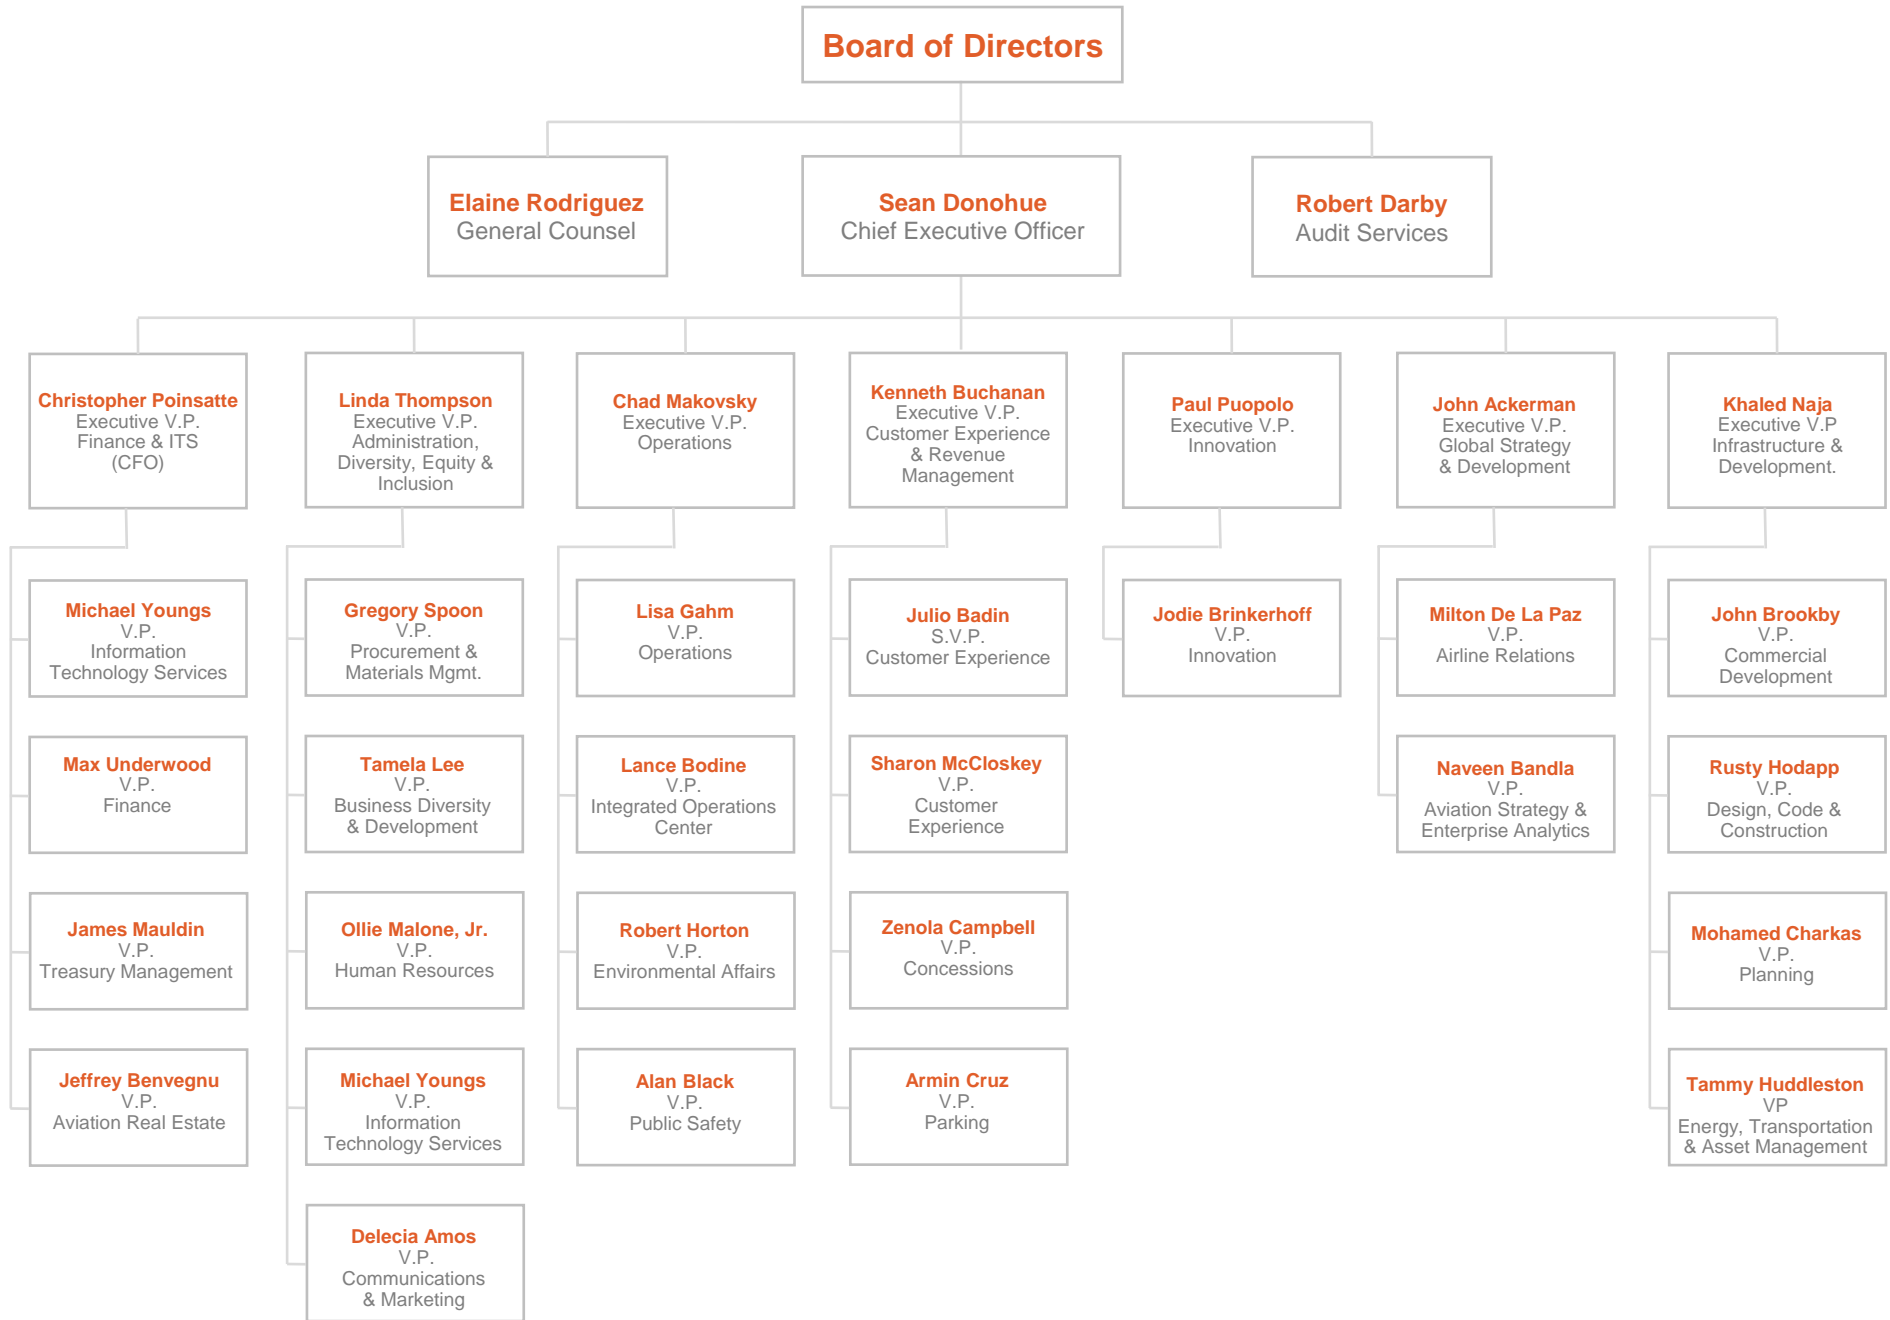 Board of Directors
Elaine Rodriguez
General Counsel
Sean Donohue
Chief Executive Officer
Robert Darby
Audit Services
Christopher Poinsatte
Executive V.P.
Finance & ITS
(CFO)
Linda Thompson
Executive V.P.
Administration,
Diversity, Equity &
Inclusion
Chad Makovsky
Executive V.P.
Operations
Kenneth Buchanan
Executive V.P.
Customer Experience
& Revenue
Management
Paul Puopolo
Executive V.P.
Innovation
John Ackerman
Executive V.P.
Global Strategy
& Development
Khaled Naja
Executive V.P
Infrastructure &
Development.
Michael Youngs
V.P.
Information
Technology Services
Gregory Spoon
V.P.
Procurement &
Materials Mgmt.
Lisa Gahm
V.P.
Operations
Julio Badin
S.V.P.
Customer Experience
Jodie Brinkerhoff
V.P.
Innovation
Milton De La Paz
V.P.
Airline Relations
John Brookby
V.P.
Commercial
Development
Max Underwood
V.P.
Finance
Tamela Lee
V.P.
Business Diversity
& Development
Lance Bodine
V.P.
Integrated Operations
Center
Sharon McCloskey
V.P.
Customer
Experience
Naveen Bandla
V.P.
Aviation Strategy &
Enterprise Analytics
Rusty Hodapp
V.P.
Design, Code &
Construction
James Mauldin
V.P.
Treasury Management
Ollie Malone, Jr.
V.P.
Human Resources
Robert Horton
V.P.
Environmental Affairs
Zenola Campbell
V.P.
Concessions
Mohamed Charkas
V.P.
Planning
Jeffrey Benvegnu
V.P.
Aviation Real Estate
Michael Youngs
V.P.
Information
Technology Services
Alan Black
V.P.
Public Safety
Armin Cruz
V.P.
Parking
Tammy Huddleston
VP
Energy, Transportation
& Asset Management
Delecia Amos
V.P.
Communications
& Marketing